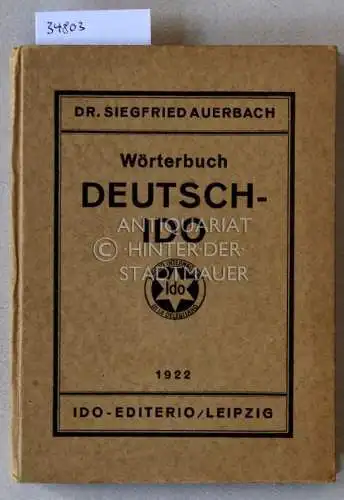 34803
DR. SIEGFRIED AUERBACH
Wörterbuch
DEUTSCH-
IDO
ANTIQUARIAT
© HINTER·DER·
STADTMAUER
Ido
1922
IDO-EDITERIO/LEIPZIG